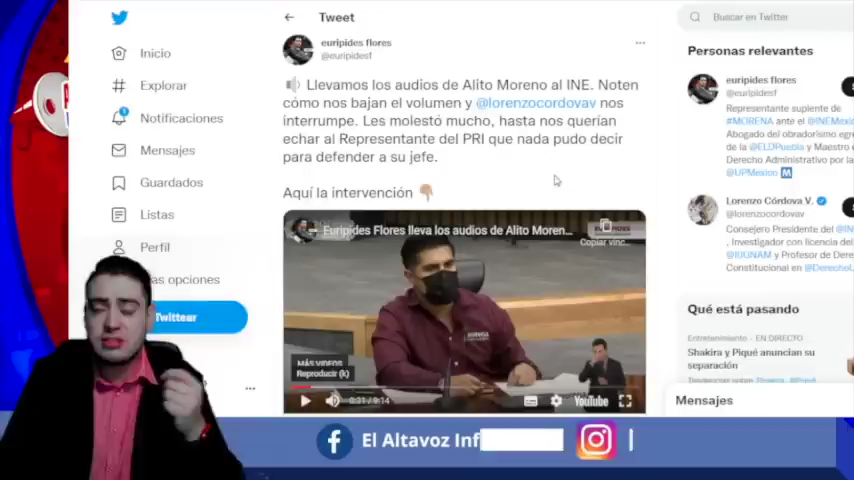 Tweet
Buscar en Twitter
Inicio
Explorar
Notificaciones
Mensajes
Guardados
Listas
Perfil
opciones
Twittear
euripides flores
@euripidesf
Llevamos los audios de Alito Moreno al INE. Noten
cómo nos bajan el volumen y @lorenzocordovav nos
interrumpe. Les molestó mucho, hasta nos querían
echar al Representante del PRI que nada pudo decir
para defender a su jefe.
Aquí la intervención
Euripides Flores lleva los audios de Alito Moren...
Copiar vinc...
MÁS VIDEOS
Reproducir (k)
0:31 / 9:14
YouTube
Personas relevantes
euripides flores
@euripidesf
Representante suplente de
#MORENA ante el @INEMexic
Abogado del obradorismo egre
de la @ELDPuebla y Maestro e
Derecho Administrativo por la
@UPMexico
Lorenzo Córdova V.
@lorenzocordovav
Consejero Presidente del @IN
, Investigador con licencia del
@IIJUNAM y Profesor de Derec
Constitucional en @DerechoI
Qué está pasando
Entretenimiento · EN DIRECTO
Shakira y Piqué anuncian su
separación
Mensajes
El Altavoz Inf